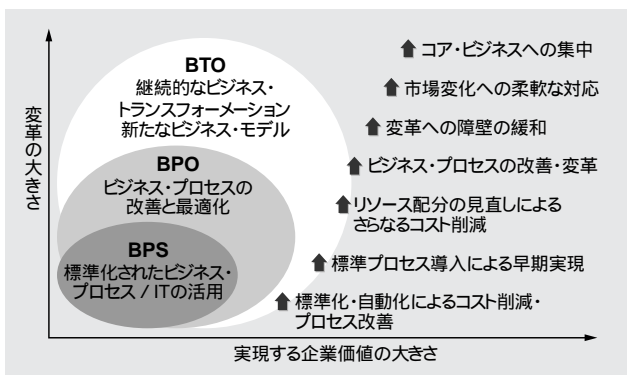 変革の大きさ
BTO
継続的なビジネス・
トランスフォーメーション
新たなビジネス・モデル
BPO
ビジネス・プロセスの
改善と最適化
BPS
標準化されたビジネス・
プロセス / ITの活用
コア・ビジネスへの集中
市場変化への柔軟な対応
変革への障壁の緩和
ビジネス・プロセスの改善・変革
リソース配分の見直しによる
さらなるコスト削減
標準プロセス導入による早期実現
標準化・自動化によるコスト削減・
プロセス改善
実現する企業価値の大きさ